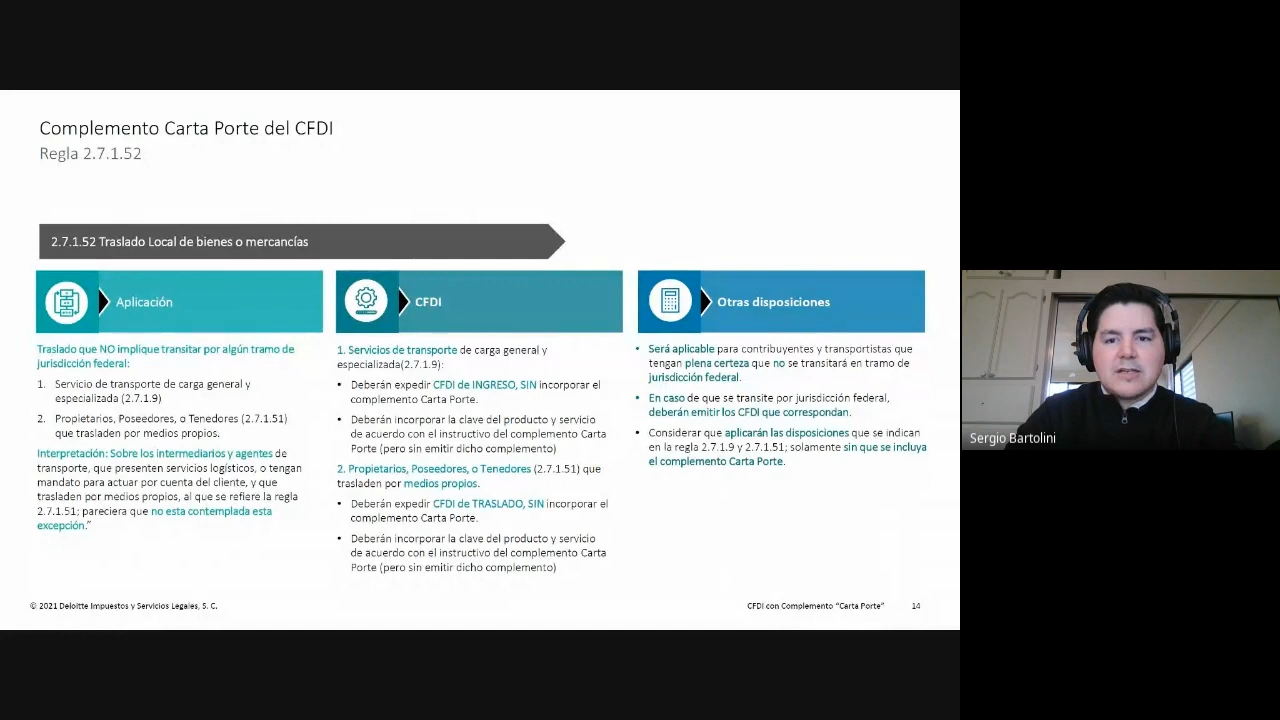 Complemento Carta Porte del CFDI
Regla 2.7.1.52
2.7.1.52 Traslado Local de bienes o mercancías
Aplicación
Traslado que NO implique transitar por algún tramo de
jurisdicción federal:
1. Servicio de transporte de carga general y
especializada (2.7.1.9)
2. Propietarios, Poseedores, o Tenedores (2.7.1.51)
que trasladen por medios propios.
Interpretación: Sobre los intermediarios y agentes de
transporte, que presenten servicios logísticos, o tengan
mandato para actuar por cuenta del cliente, y que
trasladen por medios propios, al que se refiere la regla
2.7.1.51; pareciera que no esta contemplada esta
excepción.”
CFDI
1. Servicios de transporte de carga general y
especializada(2.7.1.9):
• Deberán expedir CFDI de INGRESO, SIN incorporar el
complemento Carta Porte.
• Deberán incorporar la clave del producto y servicio
de acuerdo con el instructivo del complemento Carta
Porte (pero sin emitir dicho complemento)
2. Propietarios, Poseedores, o Tenedores (2.7.1.51) que
trasladen por medios propios.
• Deberán expedir CFDI de TRASLADO, SIN incorporar el
complemento Carta Porte.
• Deberán incorporar la clave del producto y servicio
de acuerdo con el instructivo del complemento Carta
Porte (pero sin emitir dicho complemento)
Otras disposiciones
• Será aplicable para contribuyentes y transportistas que
tengan plena certeza que no se transitará en tramo de
jurisdicción federal.
• En caso de que se transite por jurisdicción federal,
deberán emitir los CFDI que correspondan.
• Considerar que aplicarán las disposiciones que se indican
en la regla 2.7.1.9 y 2.7.1.51; solamente sin que se incluya
el complemento Carta Porte.
© 2021 Deloitte Impuestos y Servicios Legales, S. C.
CFDI con Complemento “Carta Porte”
14
Sergio Bartolini